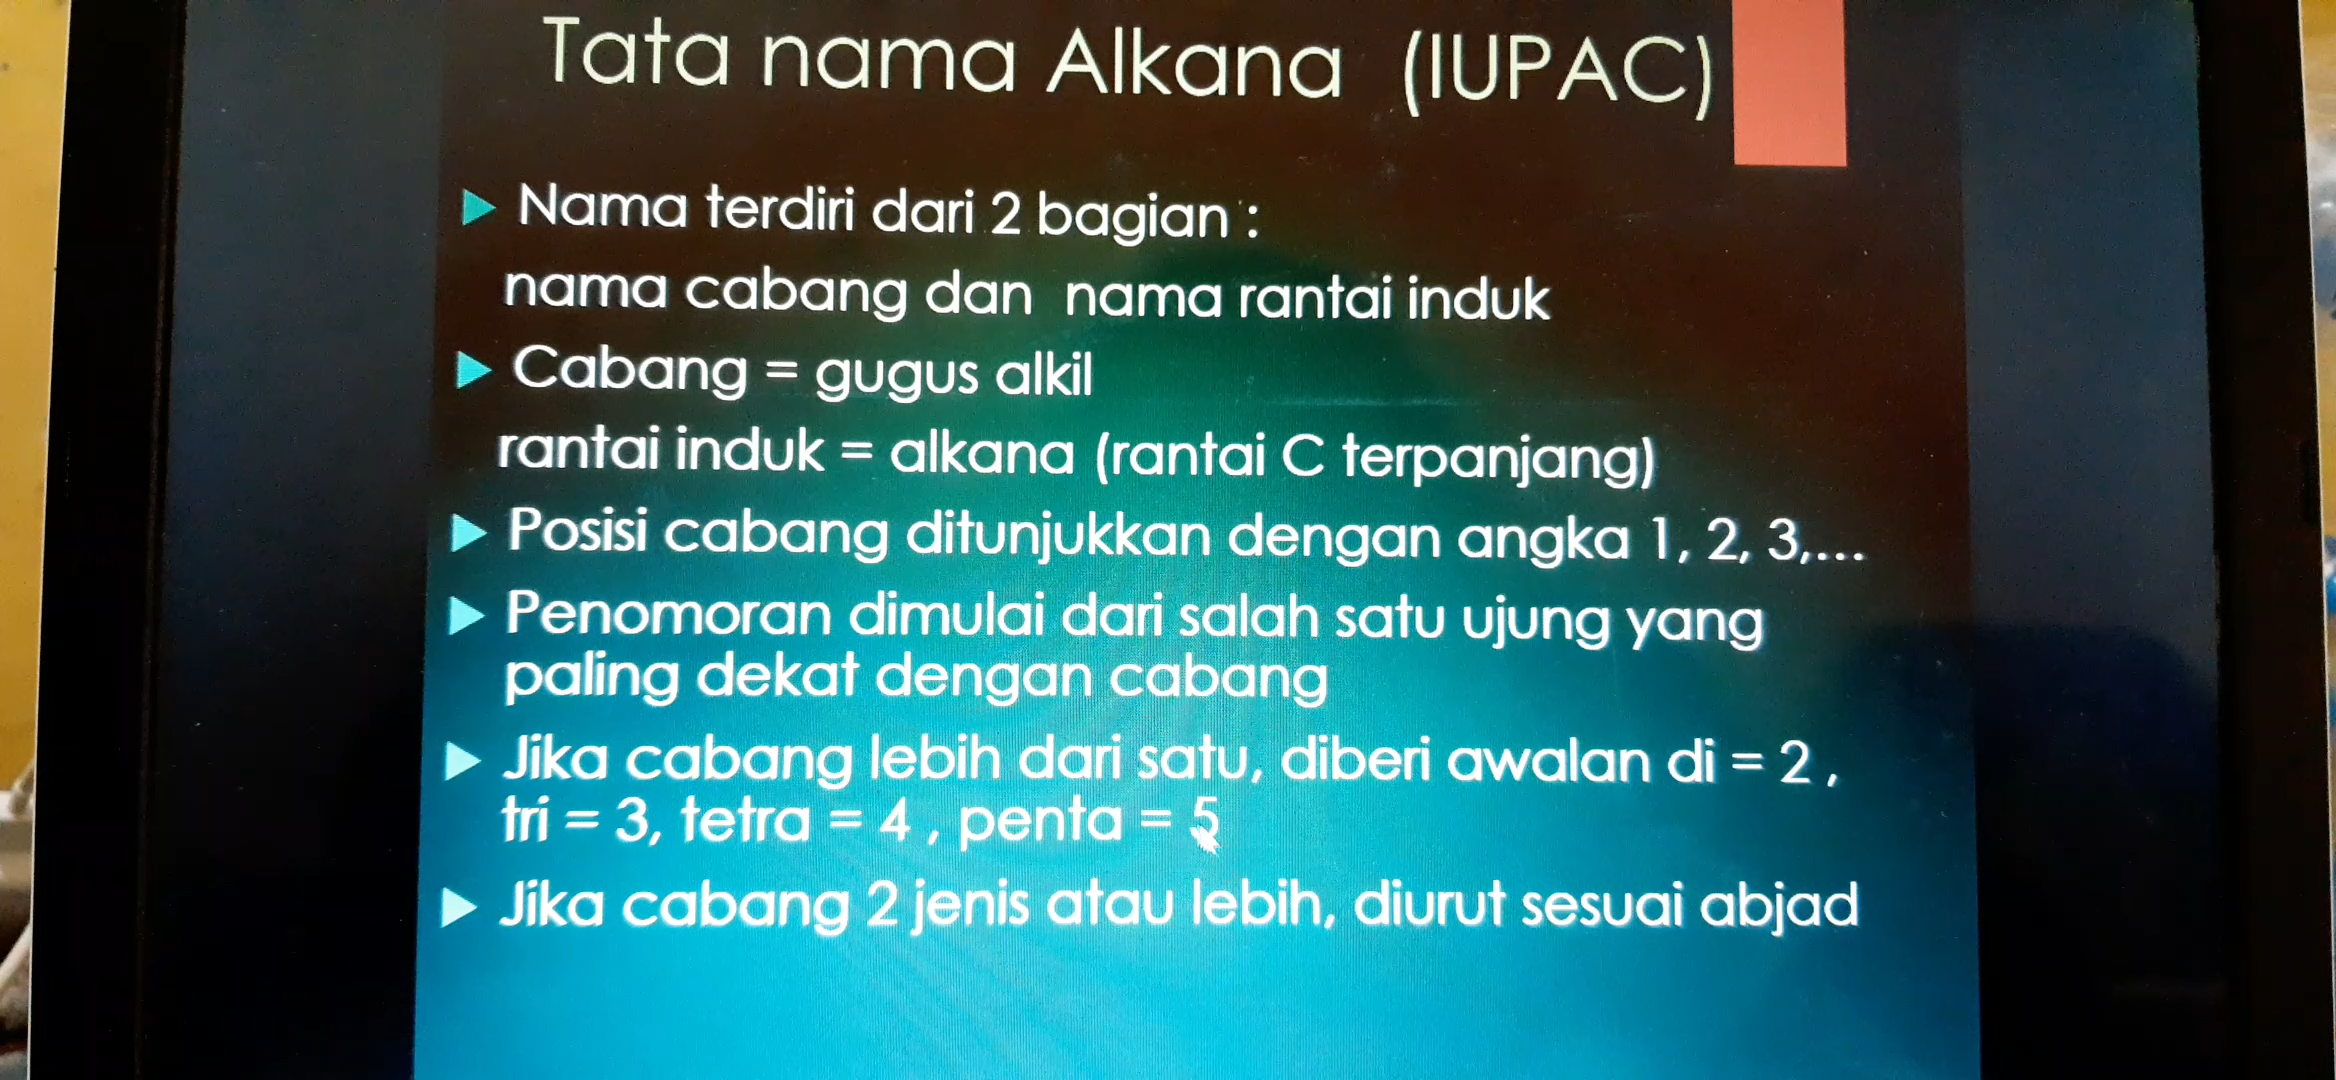 Tata nama Alkana (IUPAC)
Nama terdiri dari 2 bagian :
nama cabang dan nama rantai induk
Cabang = gugus alkil
rantai induk = alkana (rantai C terpanjang)
Posisi cabang ditunjukkan dengan angka 1, 2, 3,...
Penomoran dimulai dari salah satu ujung yang
paling dekat dengan cabang
Jika cabang lebih dari satu, diberi awalan di = 2 ,
tri = 3, tetra = 4 , penta = 5
Jika cabang 2 jenis atau lebih, diurut sesuai abjad